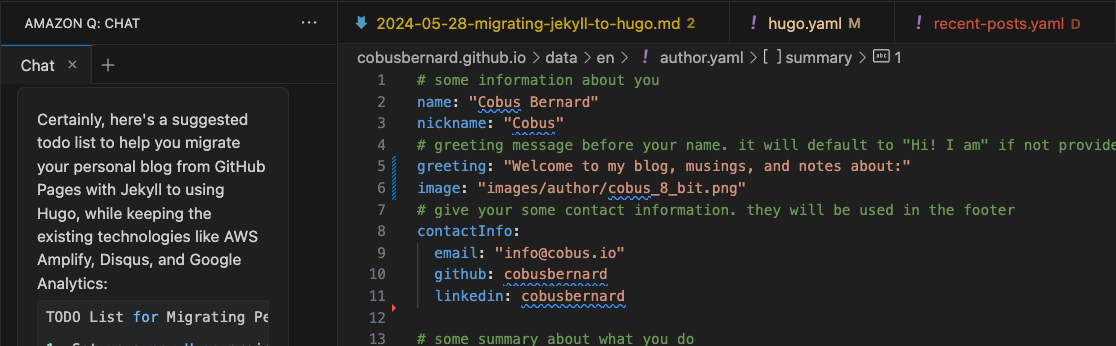 AMAZON Q: CHAT
Chat
Certainly, here's a suggested
todo list to help you migrate
your personal blog from GitHub
Pages with Jekyll to using
Hugo, while keeping the
existing technologies like AWS
Amplify, Disqus, and Google
Analytics:
TODO List for Migrating Pe
2024-05-28-migrating-jekyll-to-hugo.md 2
! hugo.yaml M
! recent-posts.yaml D
cobusbernard.github.io > data > en > ! author.yaml > [ ] summary > abc 1
1 # some information about you
2 name: "Cobus Bernard"
3 nickname: "Cobus"
4 # greeting message before your name. it will default to "Hi! I am" if not provide
5 greeting: "Welcome to my blog, musings, and notes about:"
6 image: "images/author/cobus_8_bit.png"
7 # give your some contact information. they will be used in the footer
8 contactInfo:
9 email: "info@cobus.io"
10 github: cobusbernard
11 linkedin: cobusbernard
12
13 # some summary about what you do